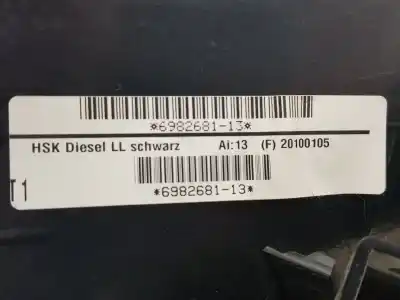 *6982681-13*
HSK Diesel LL schwarz Ai:13 (F) 20100105
T1
*6982681-13*